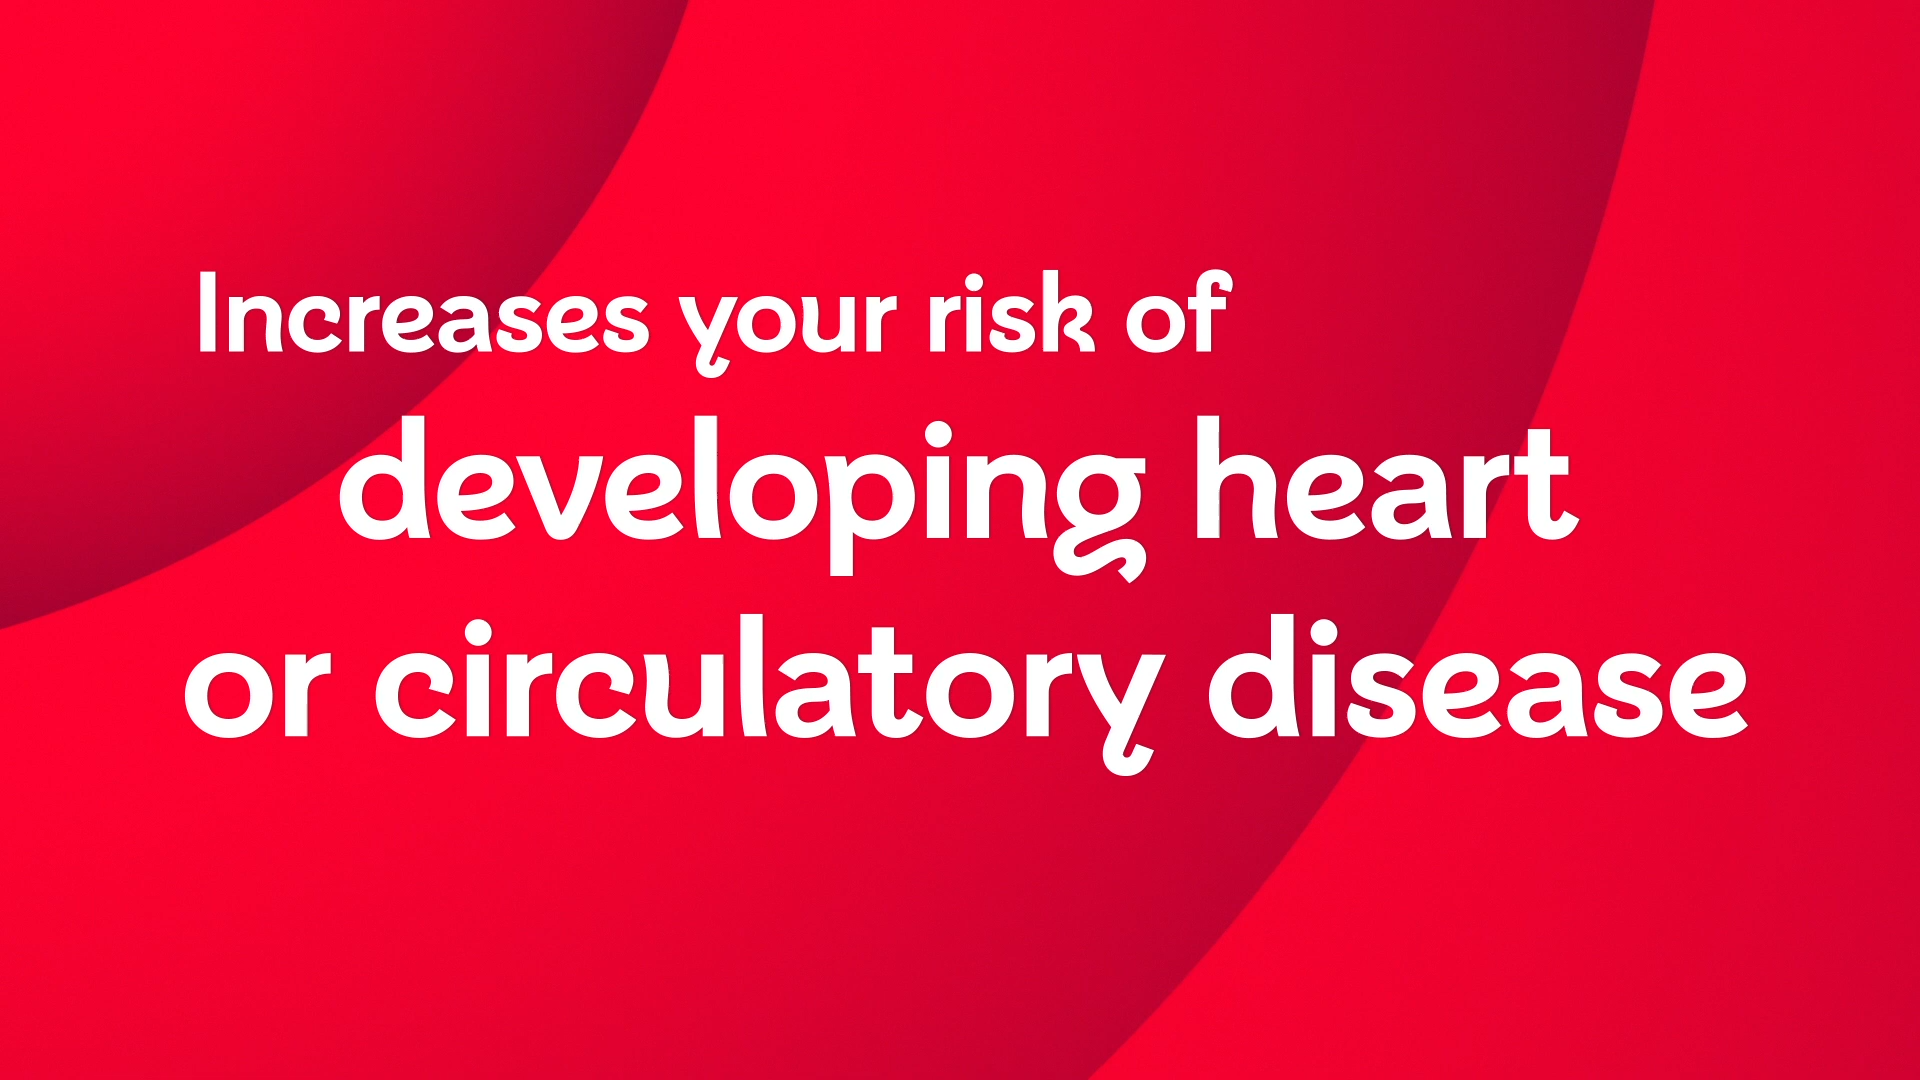 Increases your risk of
developing heart
or circulatory disease